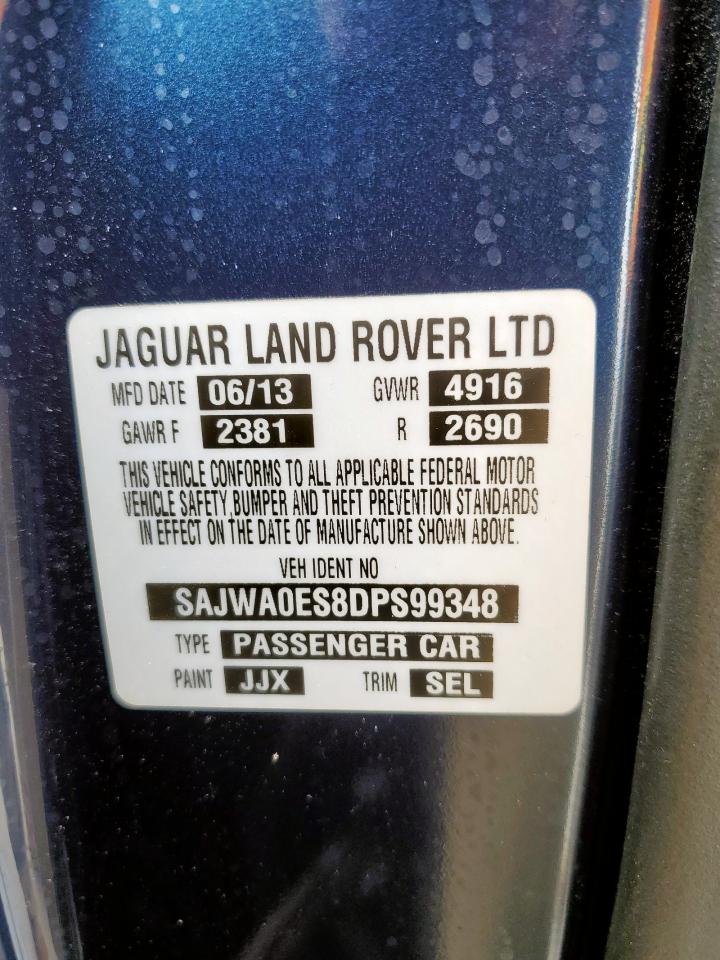 JAGUAR LAND ROVER LTD
MFD DATE 06/13 GVWR 4916
GAWR F 2381 R 2690
THIS VEHICLE CONFORMS TO ALL APPLICABLE FEDERAL MOTOR
VEHICLE SAFETY,BUMPER AND THEFT PREVENTION STANDARDS
IN EFFECT ON THE DATE OF MANUFACTURE SHOWN ABOVE.
VEH IDENT NO
SAJWA0ES8DPS99348
TYPE PASSENGER CAR
PAINT JJX TRIM SEL